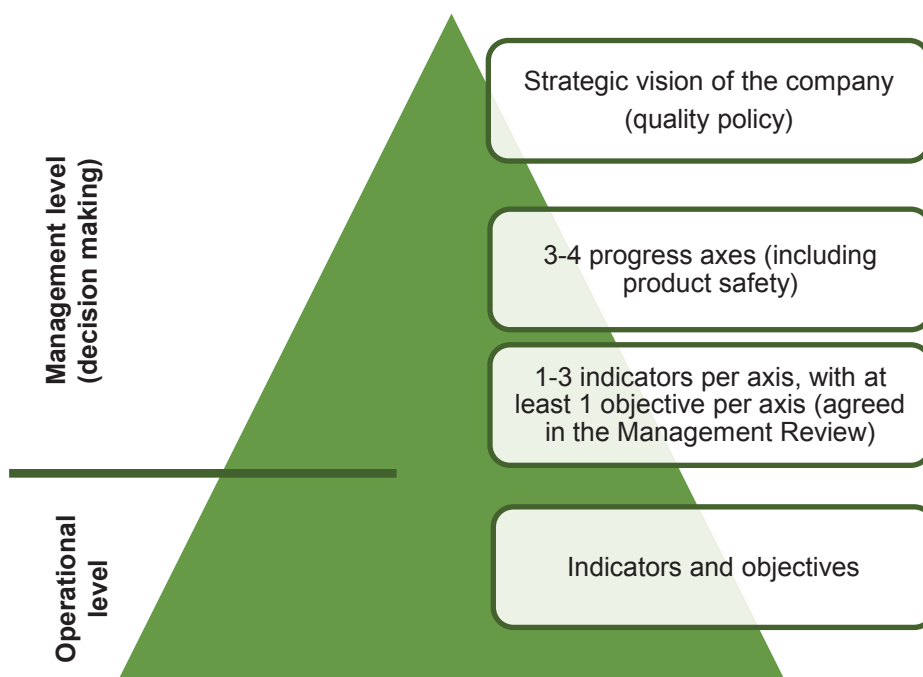 Management level
(decision making)
Strategic vision of the company
(quality policy)
3-4 progress axes (including
product safety)
1-3 indicators per axis, with at
least 1 objective per axis (agreed
in the Management Review)
Operational
level
Indicators and objectives